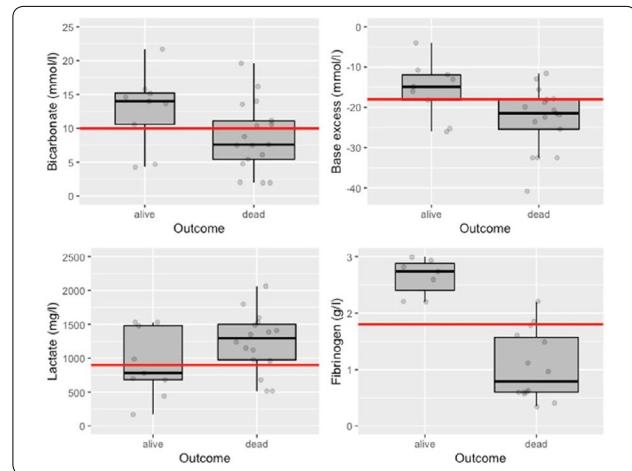 Bicarbonate (mmol/l)
25
20
15
10
5
0
alive dead
Outcome
Base excess (mmol/l)
0
-10
-20
-30
-40
alive dead
Outcome
Lactate (mg/l)
2500
2000
1500
1000
500
0
alive dead
Outcome
Fibrinogen (g/l)
3
2
1
0
alive dead
Outcome